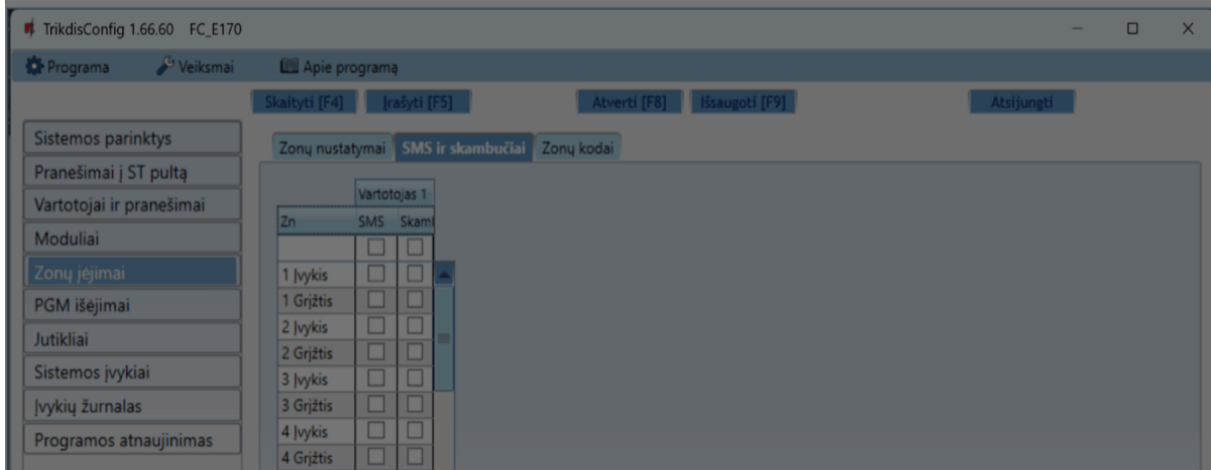 TrikdisConfig 1.66.60 FC_E170
Programa Veiksmai Apie programą
Skaityti [F4] Įrašyti [F5] Atverti [F8] Išsaugoti [F9] Atsijungti
Sistemos parinktys
Pranešimai į ST pultą
Vartotojai ir pranešimai
Moduliai
Zonų įėjimai
PGM išėjimai
Jutikliai
Sistemos įvykiai
Įvykių žurnalas
Programos atnaujinimas
Zonų nustatymai SMS ir skambučiai Zonų kodai
Vartotojas 1
Zn SMS Skaml
1 Įvykis
1 Grįžtis
2 Įvykis
2 Grįžtis
3 Įvykis
3 Grįžtis
4 Įvykis
4 Grįžtis